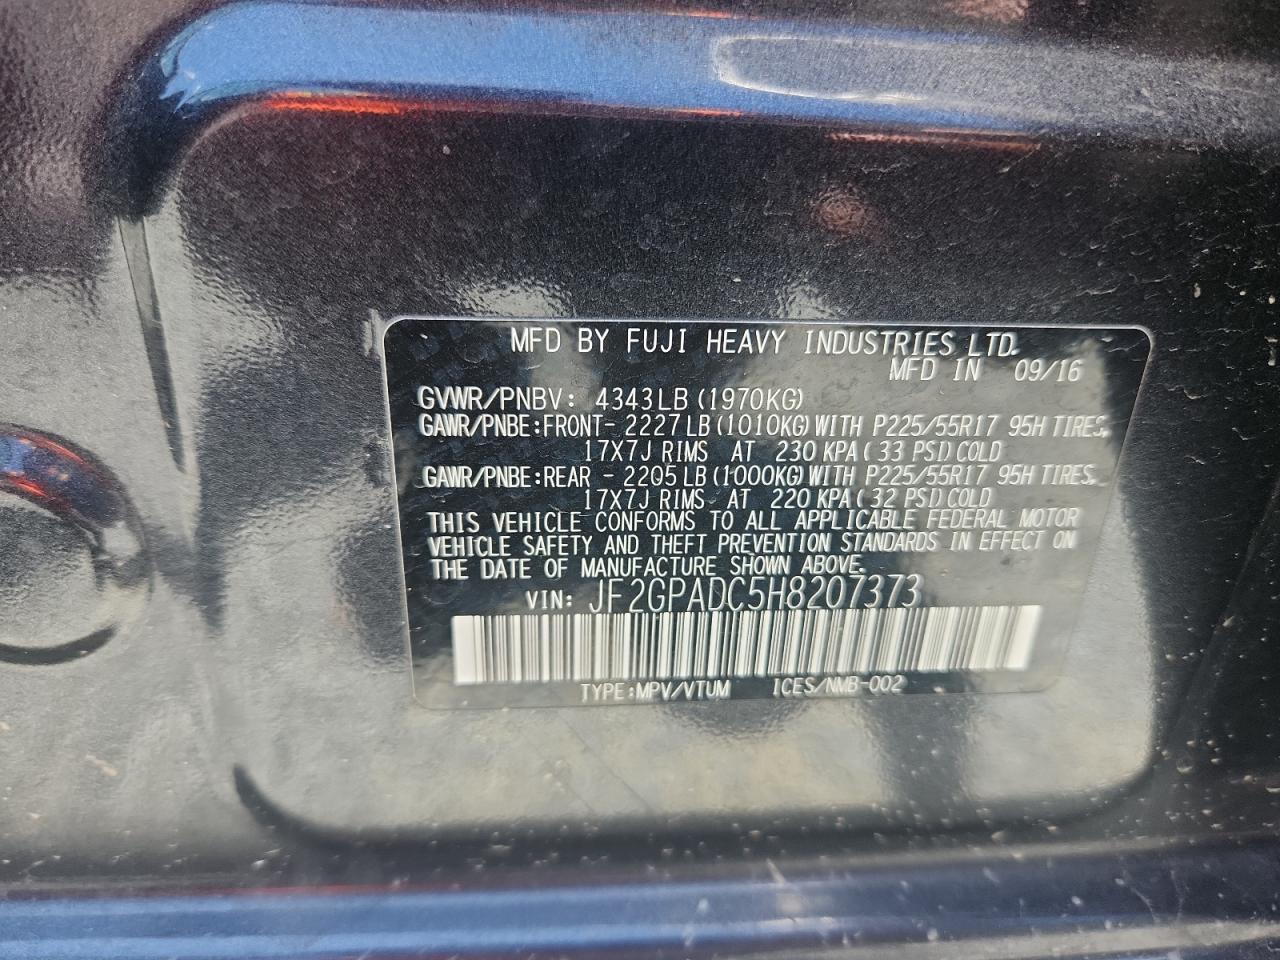 MFD BY FUJI HEAVY INDUSTRIES LTD.
MFD IN 09/16
GVWR/PNBV: 4343LB(1970KG)
GAWR/PNBE:FRONT- 2227LB(1010KG)WITH P225/55R17 95H TIRES,
17X7J RIMS AT 230 KPA(33 PSI)COLD
GAWR/PNBE:REAR - 2205LB(1000KG)WITH P225/55R17 95H TIRES,
17X7J RIMS AT 220 KPA(32 PSI)COLD
THIS VEHICLE CONFORMS TO ALL APPLICABLE FEDERAL MOTOR
VEHICLE SAFETY AND THEFT PREVENTION STANDARDS IN EFFECT ON
THE DATE OF MANUFACTURE SHOWN ABOVE.
VIN: JF2GPADC5H8207373
TYPE:MPV/VTUM ICES/NMB-002